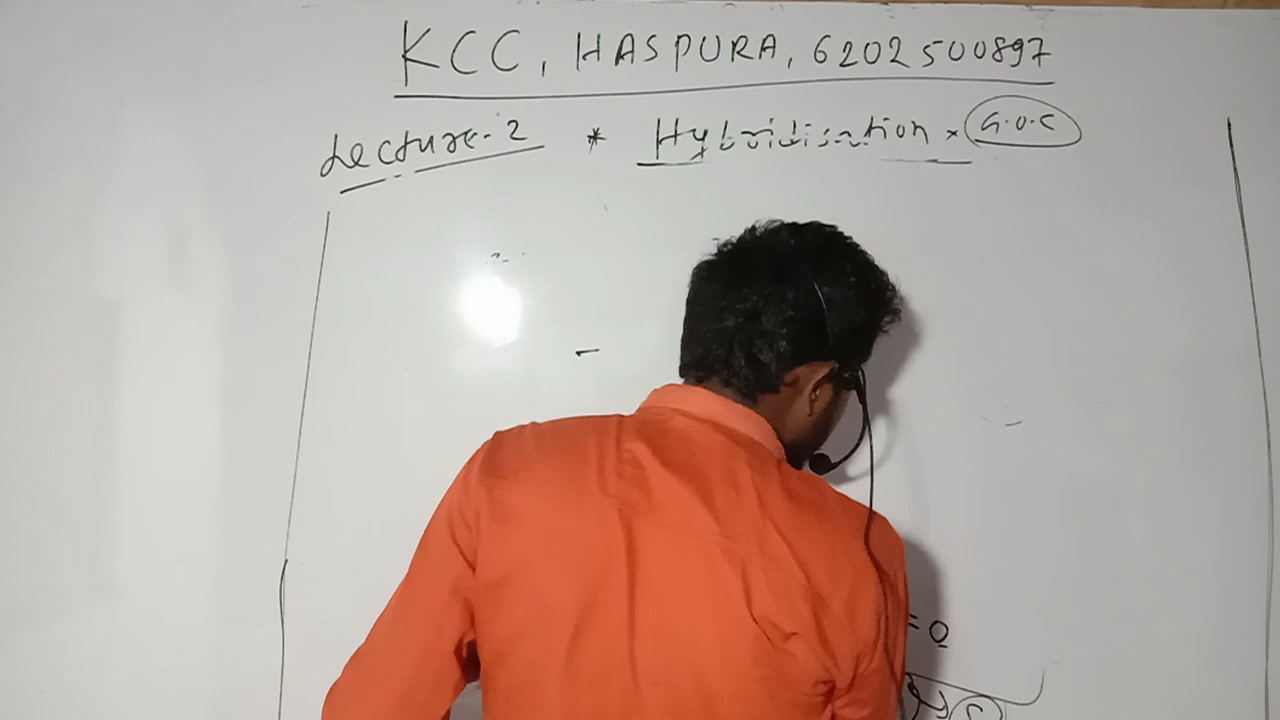 KCC, HASPURA, 6202500897
Lecture-2 * Hybridisation × G.O.C
= O